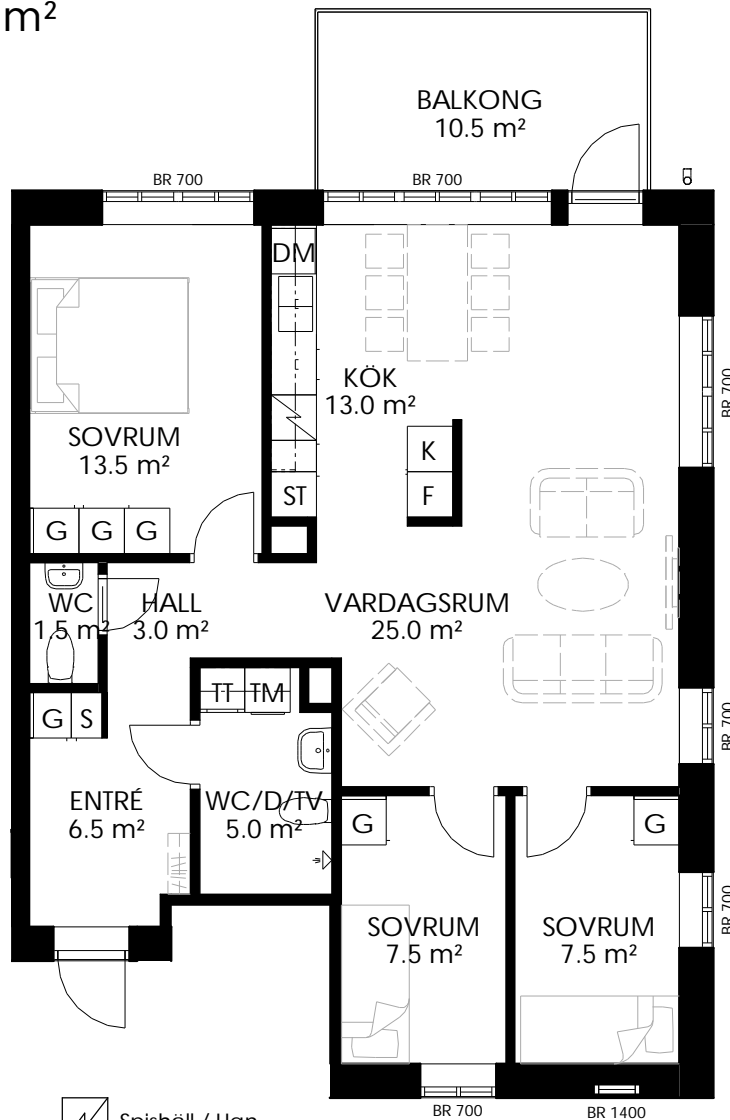 m²
BALKONG
10.5 m²
BR 700
BR 700
DM
KÖK
13.0 m²
BR 700
SOVRUM
13.5 m²
K
ST
F
G G G
WC
1.5 m²
HALL
3.0 m²
VARDAGSRUM
25.0 m²
TT TM
G S
BR 700
ENTRÉ
6.5 m²
WC/D/TV
5.0 m²
G
G
BR 700
SOVRUM
7.5 m²
SOVRUM
7.5 m²
BR 700
BR 1400